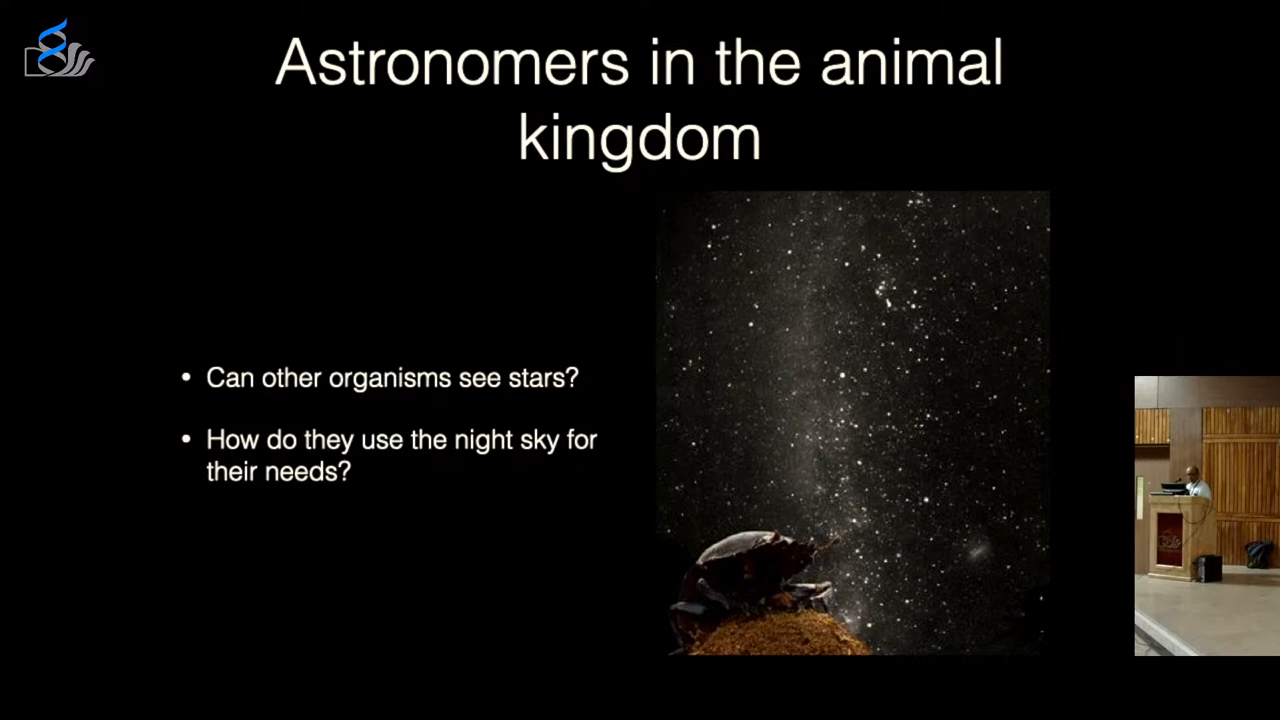 Astronomers in the animal
kingdom
• Can other organisms see stars?
• How do they use the night sky for
their needs?